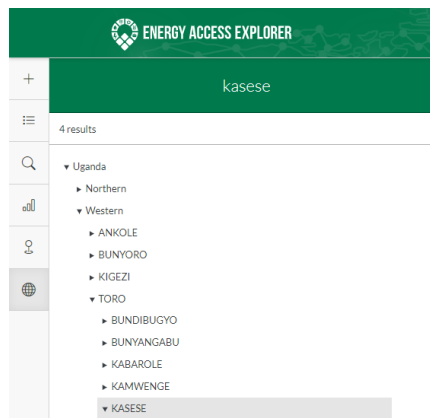 ENERGY ACCESS EXPLORER
kasese
4 results
Uganda
Northern
Western
ANKOLE
BUNYORO
KIGEZI
TORO
BUNDIBUGYO
BUNYANGABU
KABAROLE
KAMWENGE
KASESE